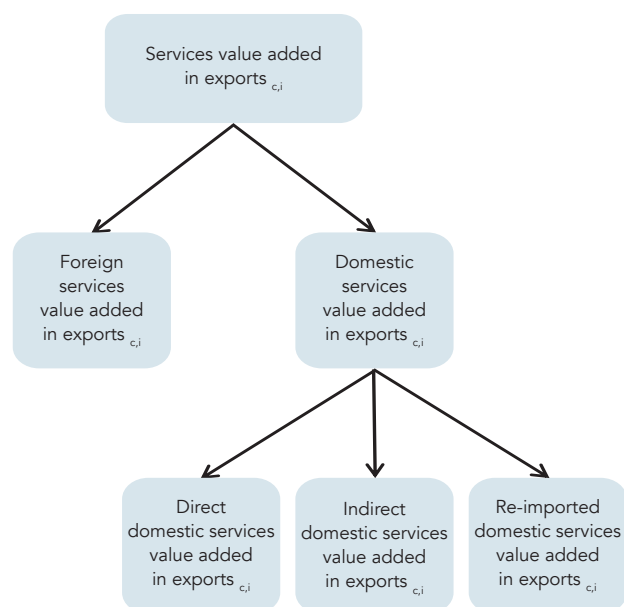 Services value added
in exports c,i
Foreign
services
value added
in exports c,i
Domestic
services
value added
in exports c,i
Direct
domestic services
value added
in exports c,i
Indirect
domestic services
value added
in exports c,i
Re-imported
domestic services
value added
in exports c,i